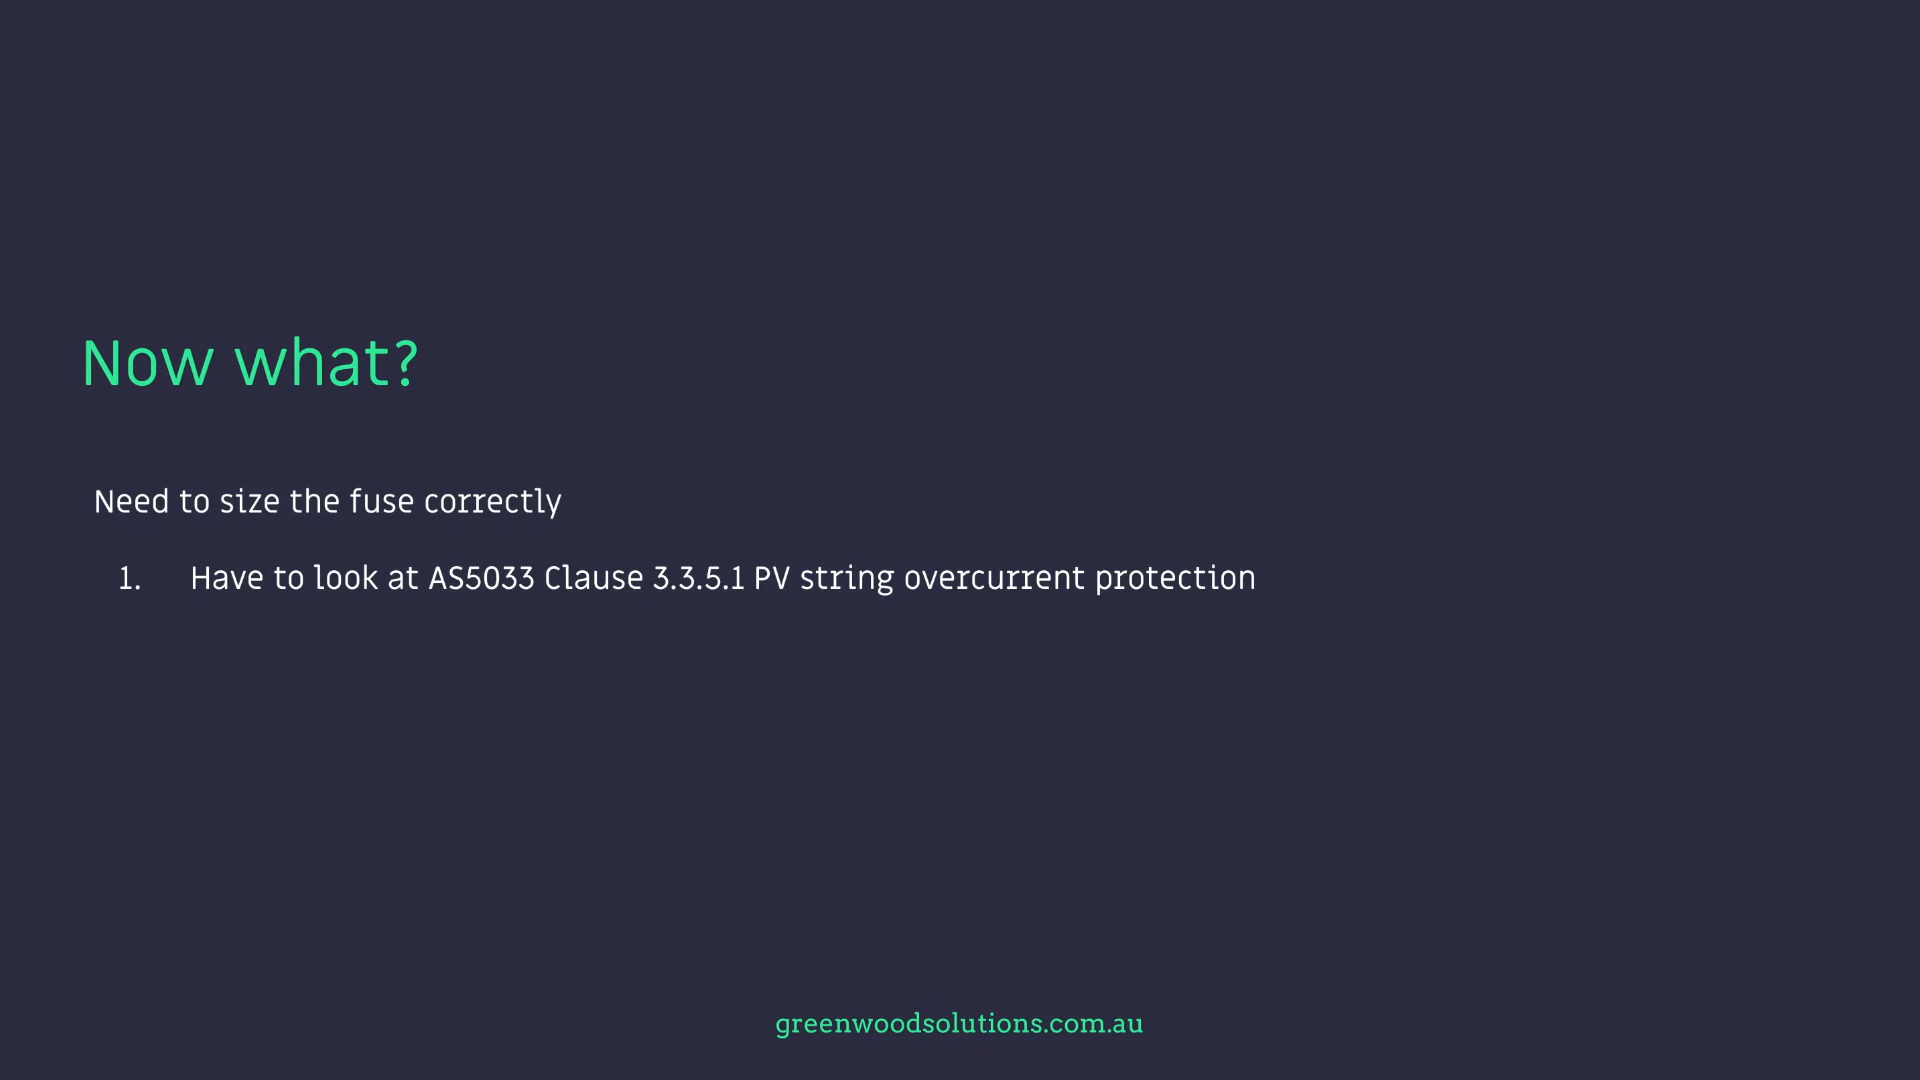 Now what?
Need to size the fuse correctly
1. Have to look at AS5033 Clause 3.3.5.1 PV string overcurrent protection
greenwoodsolutions.com.au